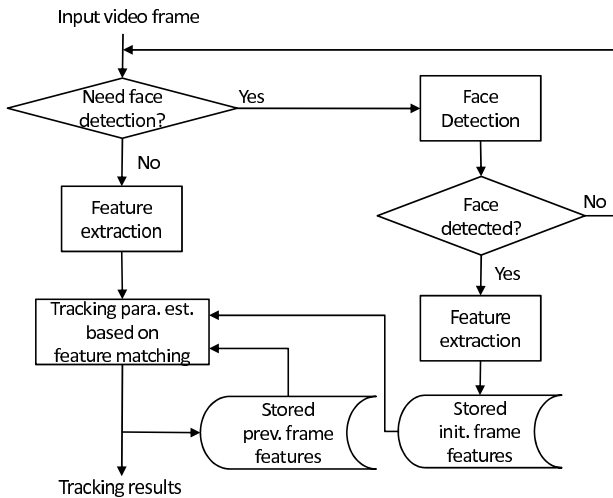 Input video frame
Need face
detection?
Yes
Face
Detection
No
Feature
extraction
Face
detected?
No
Yes
Tracking para. est.
based on
feature matching
Feature
extraction
Stored
prev. frame
features
Stored
init. frame
features
Tracking results